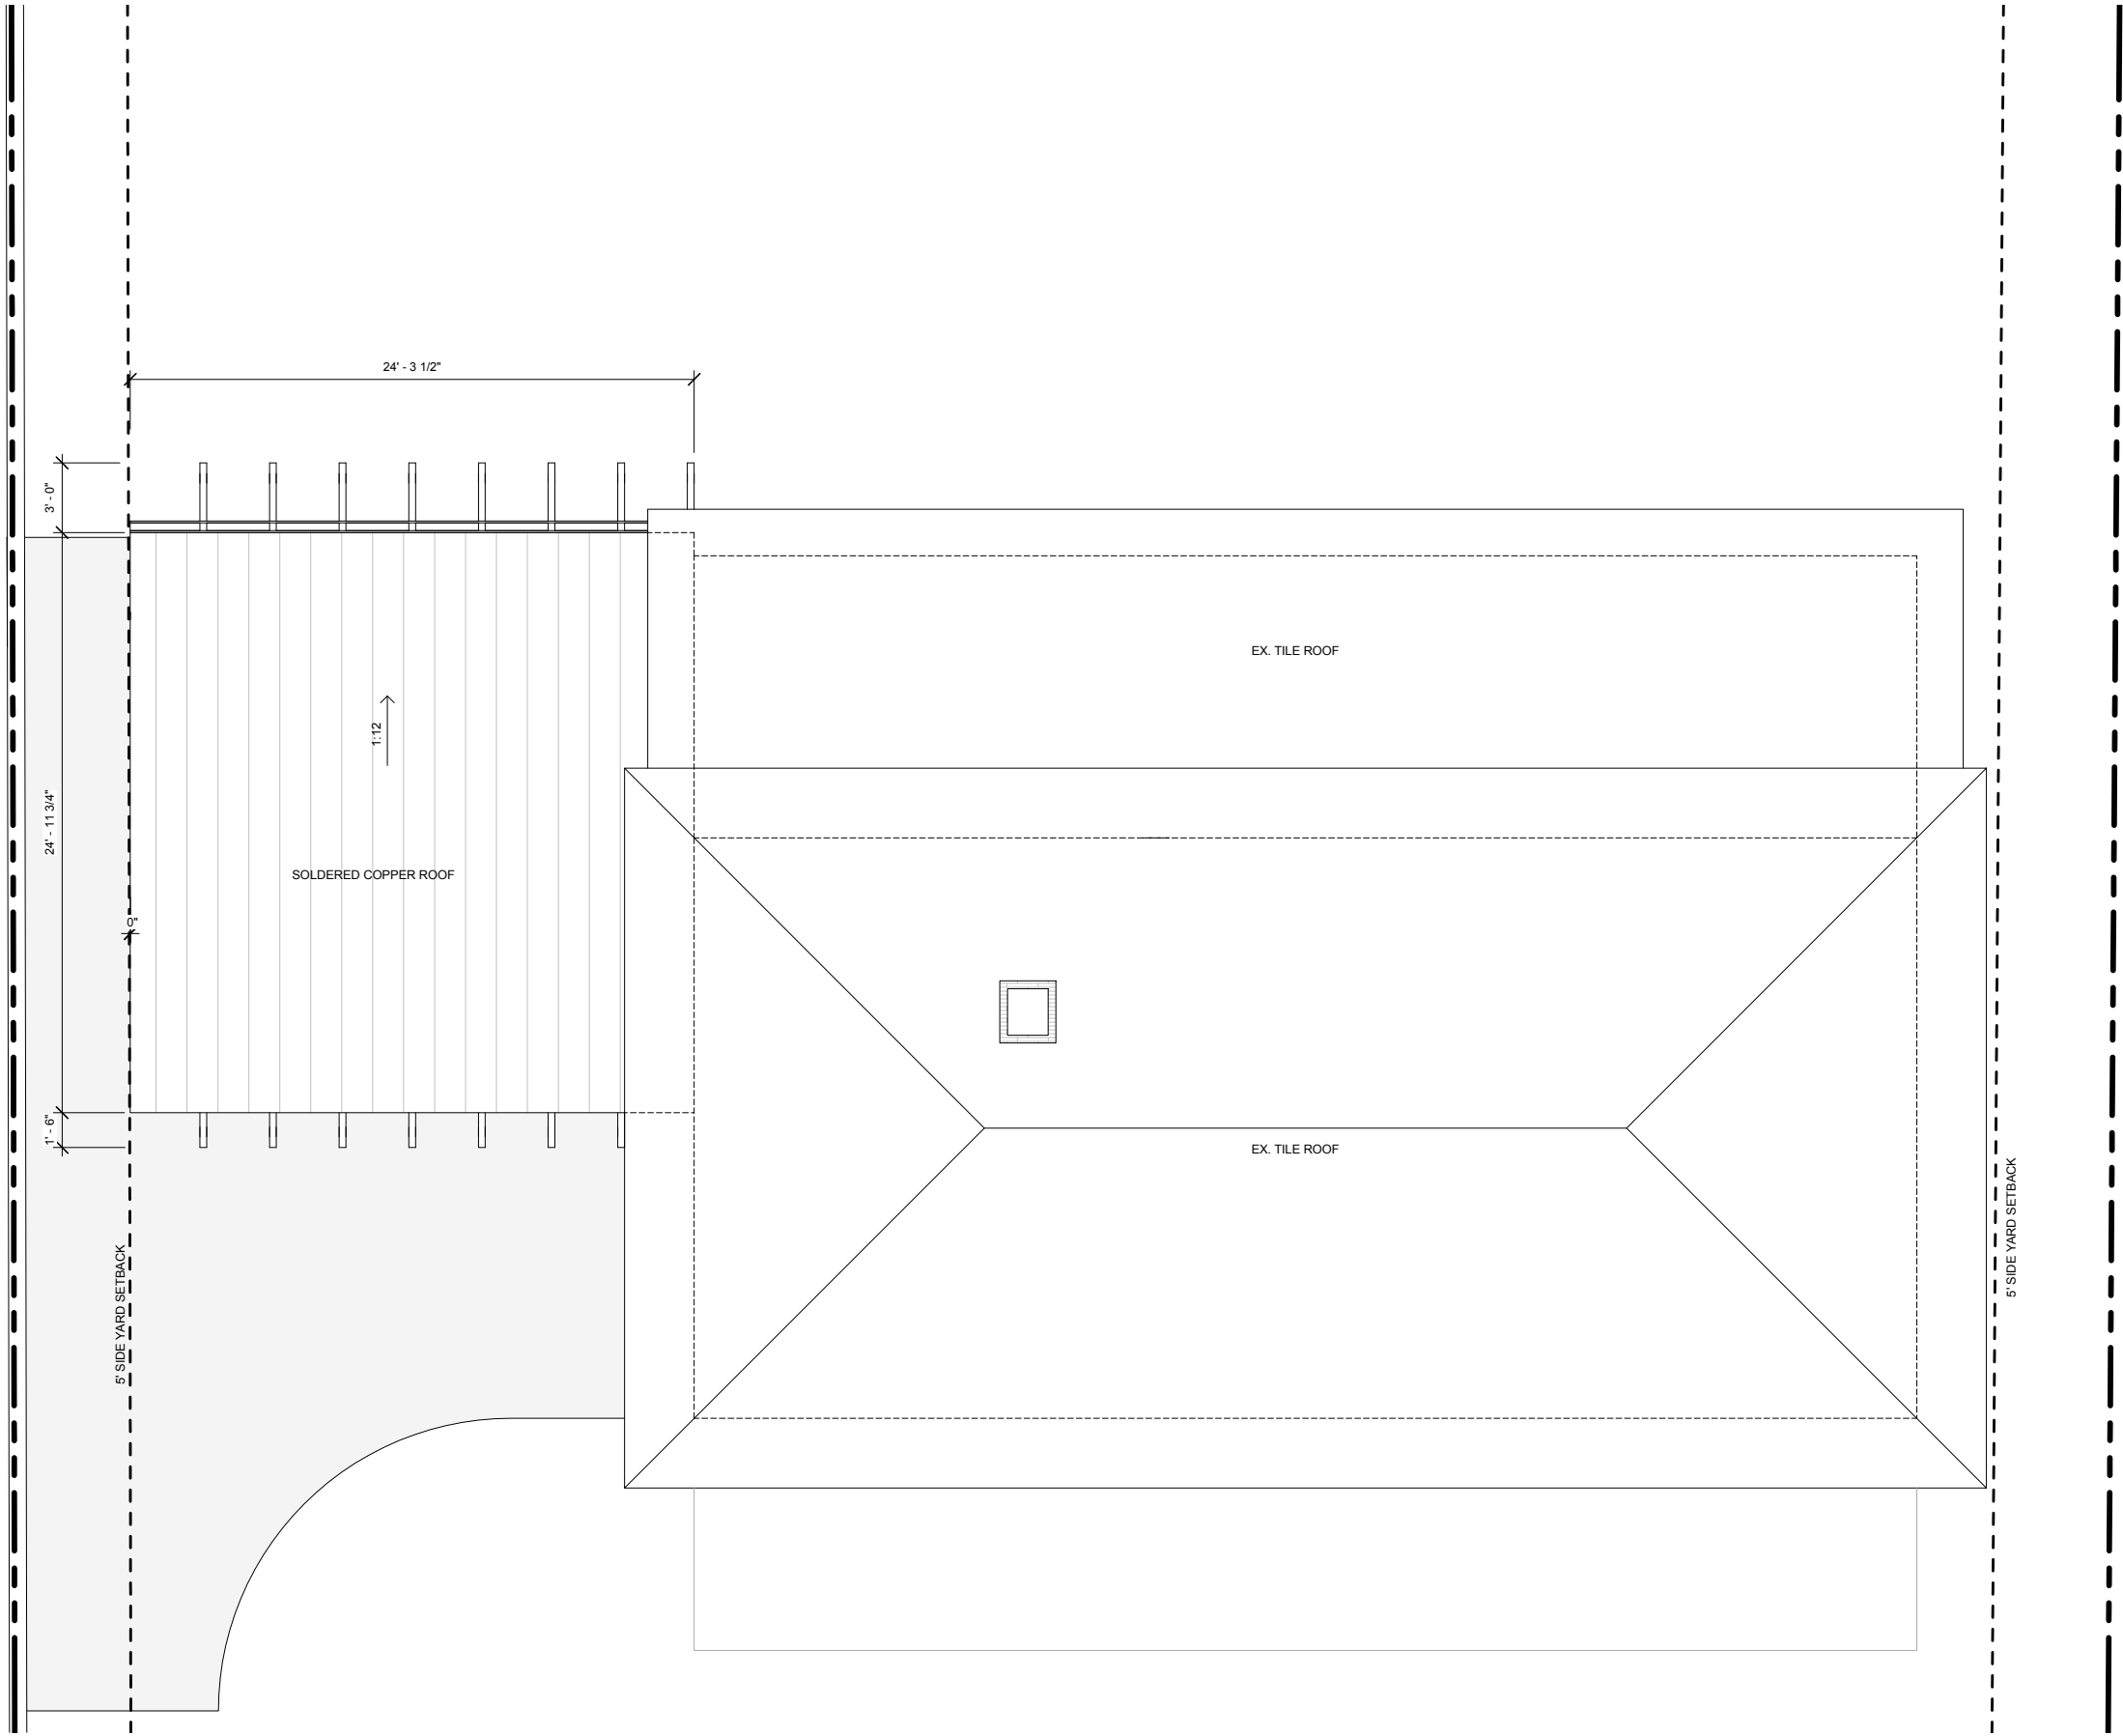 24' - 3 1/2"
3' - 0"
EX. TILE ROOF
1:12
24' - 11 3/4"
SOLDERED COPPER ROOF
0"
1' - 6"
EX. TILE ROOF
5' SIDE YARD SETBACK
5' SIDE YARD SETBACK